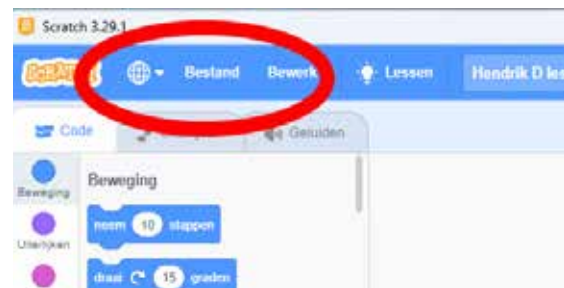 Scratch 3.29.1
Bestand Bewerk Lessen Hendrik D les
Code Geluiden
Beweging
Beweging
neem 10 stappen
Uiterlijken
draai 15 graden